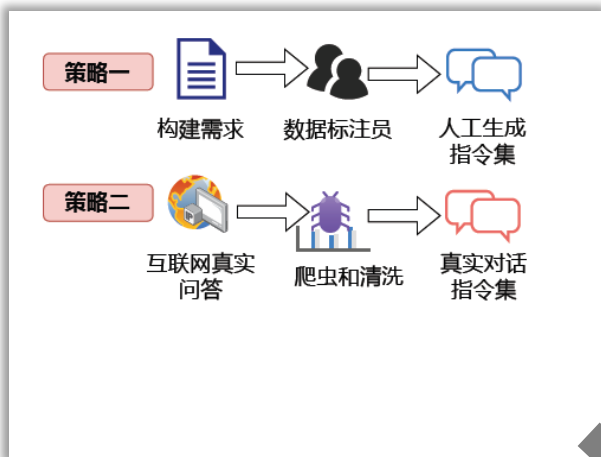 策略一
构建需求
数据标注员
人工生成
指令集
策略二
互联网真实
问答
爬虫和清洗
真实对话
指令集